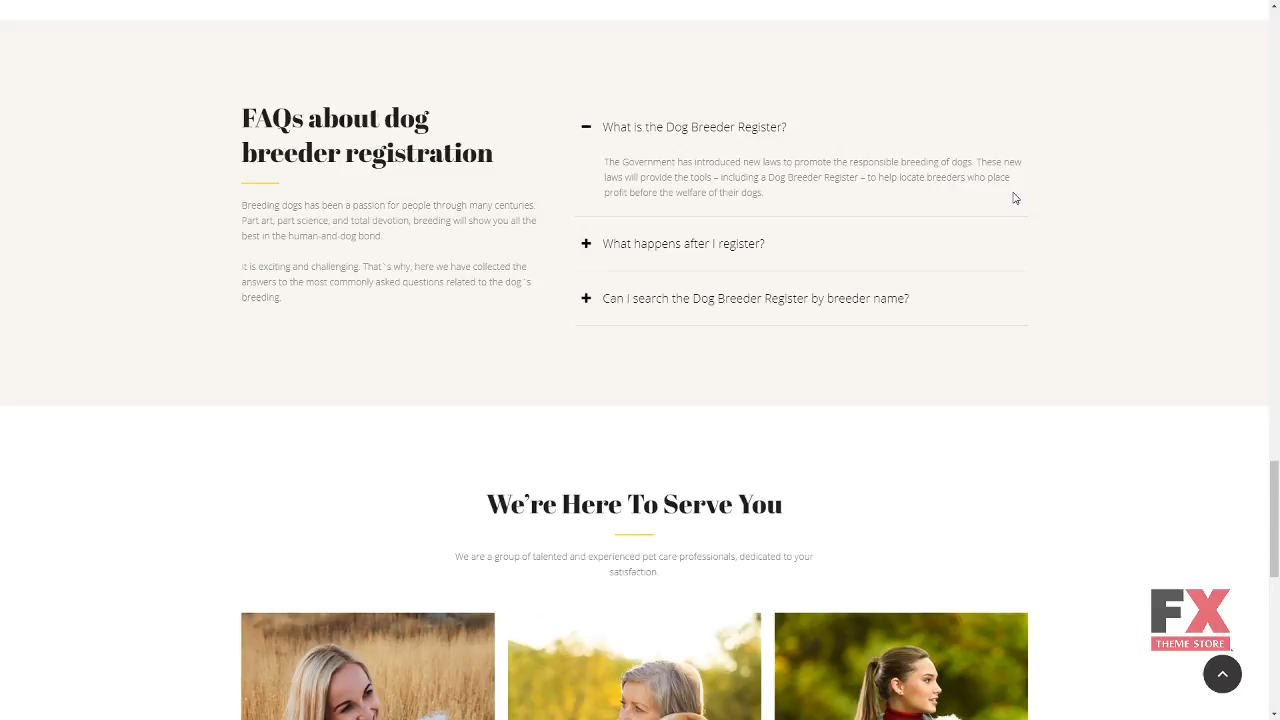 FAQs about dog
breeder registration
Breeding dogs has been a passion for people through many centuries.
Part art, part science, and total devotion, breeding will show you all the
best in the human-and-dog bond.
It is exciting and challenging. That`s why, here we have collected the
answers to the most commonly asked questions related to the dog`s
breeding.
What is the Dog Breeder Register?
The Government has introduced new laws to promote the responsible breeding of dogs. These new
laws will provide the tools – including a Dog Breeder Register – to help locate breeders who place
profit before the welfare of their dogs.
What happens after I register?
Can I search the Dog Breeder Register by breeder name?
We’re Here To Serve You
We are a group of talented and experienced pet care professionals, dedicated to your
satisfaction.
FX
THEME STORE